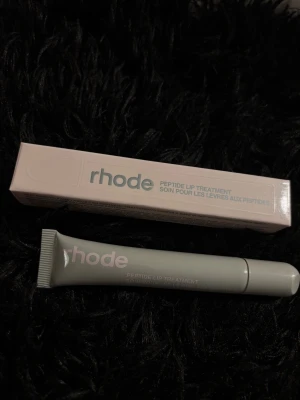 rhode
PEPTIDE LIP TREATMENT
SOIN POUR LES LÈVRES AUX PEPTIDES
rhode